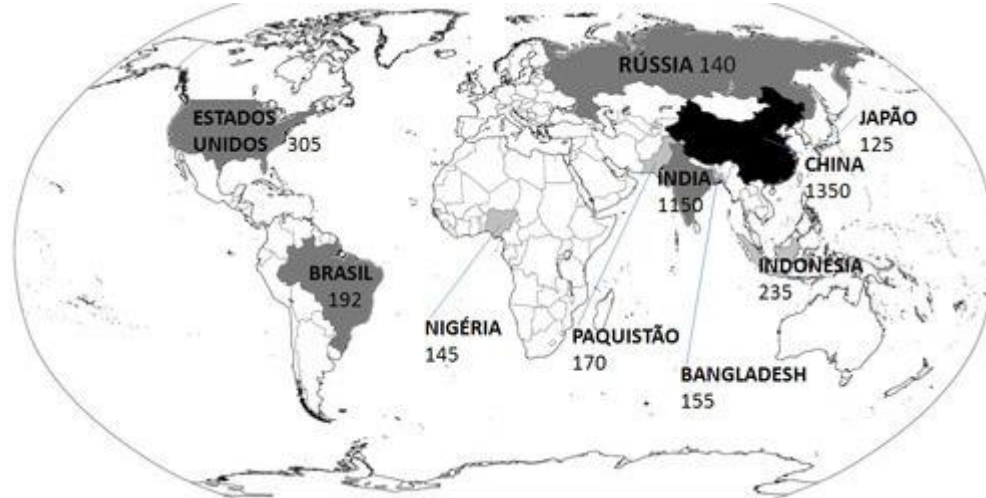 RÚSSIA 140
ESTADOS
UNIDOS 305
JAPÃO
125
CHINA
1350
ÍNDIA
1150
BRASIL
192
INDONÉSIA
235
NIGÉRIA
145
PAQUISTÃO
170
BANGLADESH
155